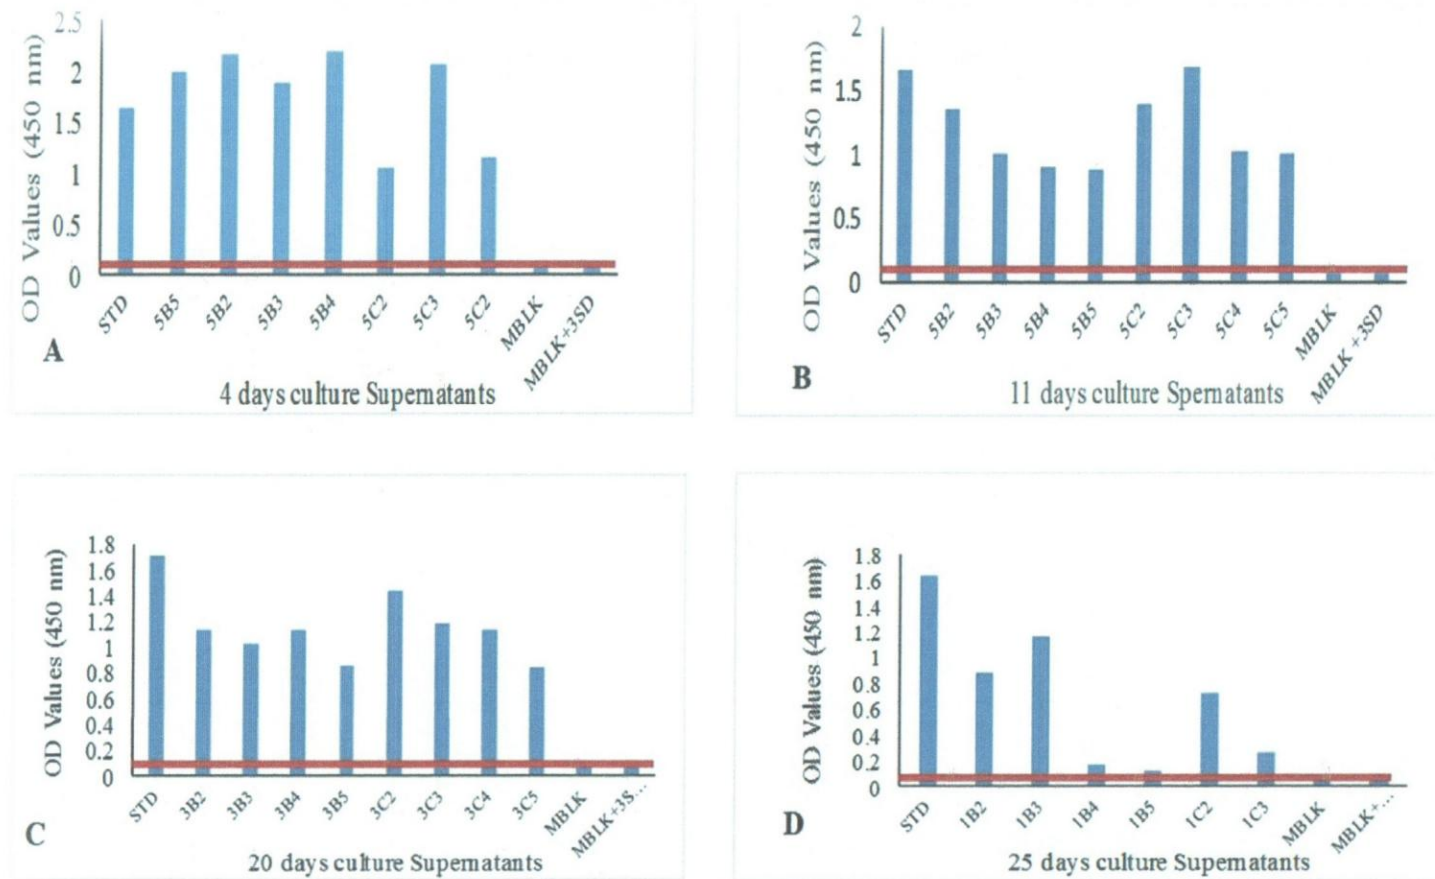 OD Values (450 nm)
2.5
2
1.5
1
0.5
0
STD
5B5
5B2
5B3
5B4
5C2
5C3
5C2
MBLK
MBLK+3SD
A
4 days culture Supernatants
OD Values (450 nm)
2
1.5
1
0.5
0
STD
5B2
5B3
5B4
5B5
5C2
5C3
5C4
5C5
MBLK
MBLK +3SD
B
11 days culture Spernatants
OD Values (450 nm)
1.8
1.6
1.4
1.2
1
0.8
0.6
0.4
0.2
0
STD
3B2
3B3
3B4
3B5
3C2
3C3
3C4
3C5
MBLK
MBLK+3S...
C
20 days culture Supernatants
OD Values (450 nm)
1.8
1.6
1.4
1.2
1
0.8
0.6
0.4
0.2
0
STD
1B2
1B3
1B4
1B5
1C2
1C3
MBLK
MBLK+...
D
25 days culture Supernatants